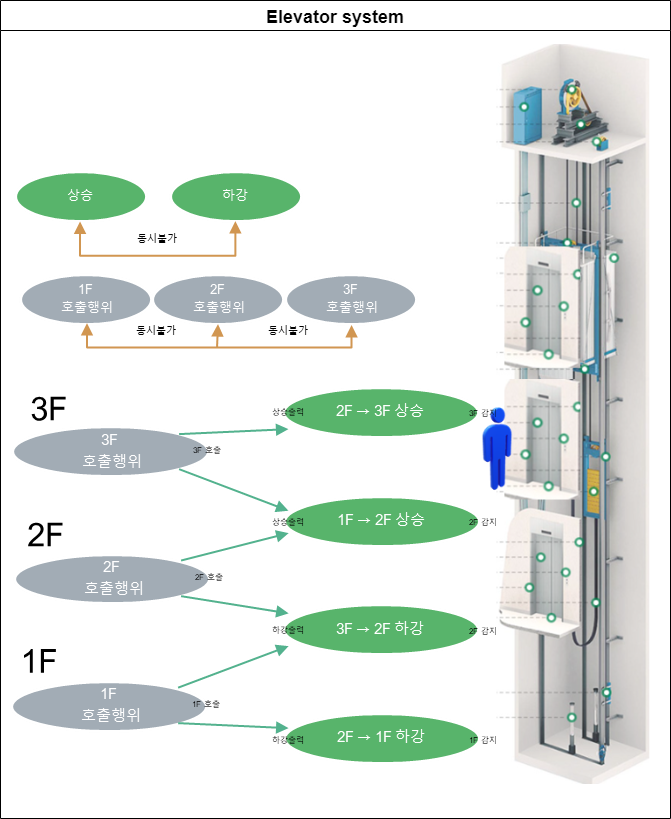 Elevator system
상승
하강
동시불가
1F
호출행위
2F
호출행위
3F
호출행위
동시불가
동시불가
3F
3F
호출행위
3F 호출
상승출력
2F → 3F 상승
3F 감지
상승출력
1F → 2F 상승
2F 감지
2F
2F
호출행위
2F 호출
하강출력
3F → 2F 하강
2F 감지
1F
1F
호출행위
1F 호출
하강출력
2F → 1F 하강
1F 감지